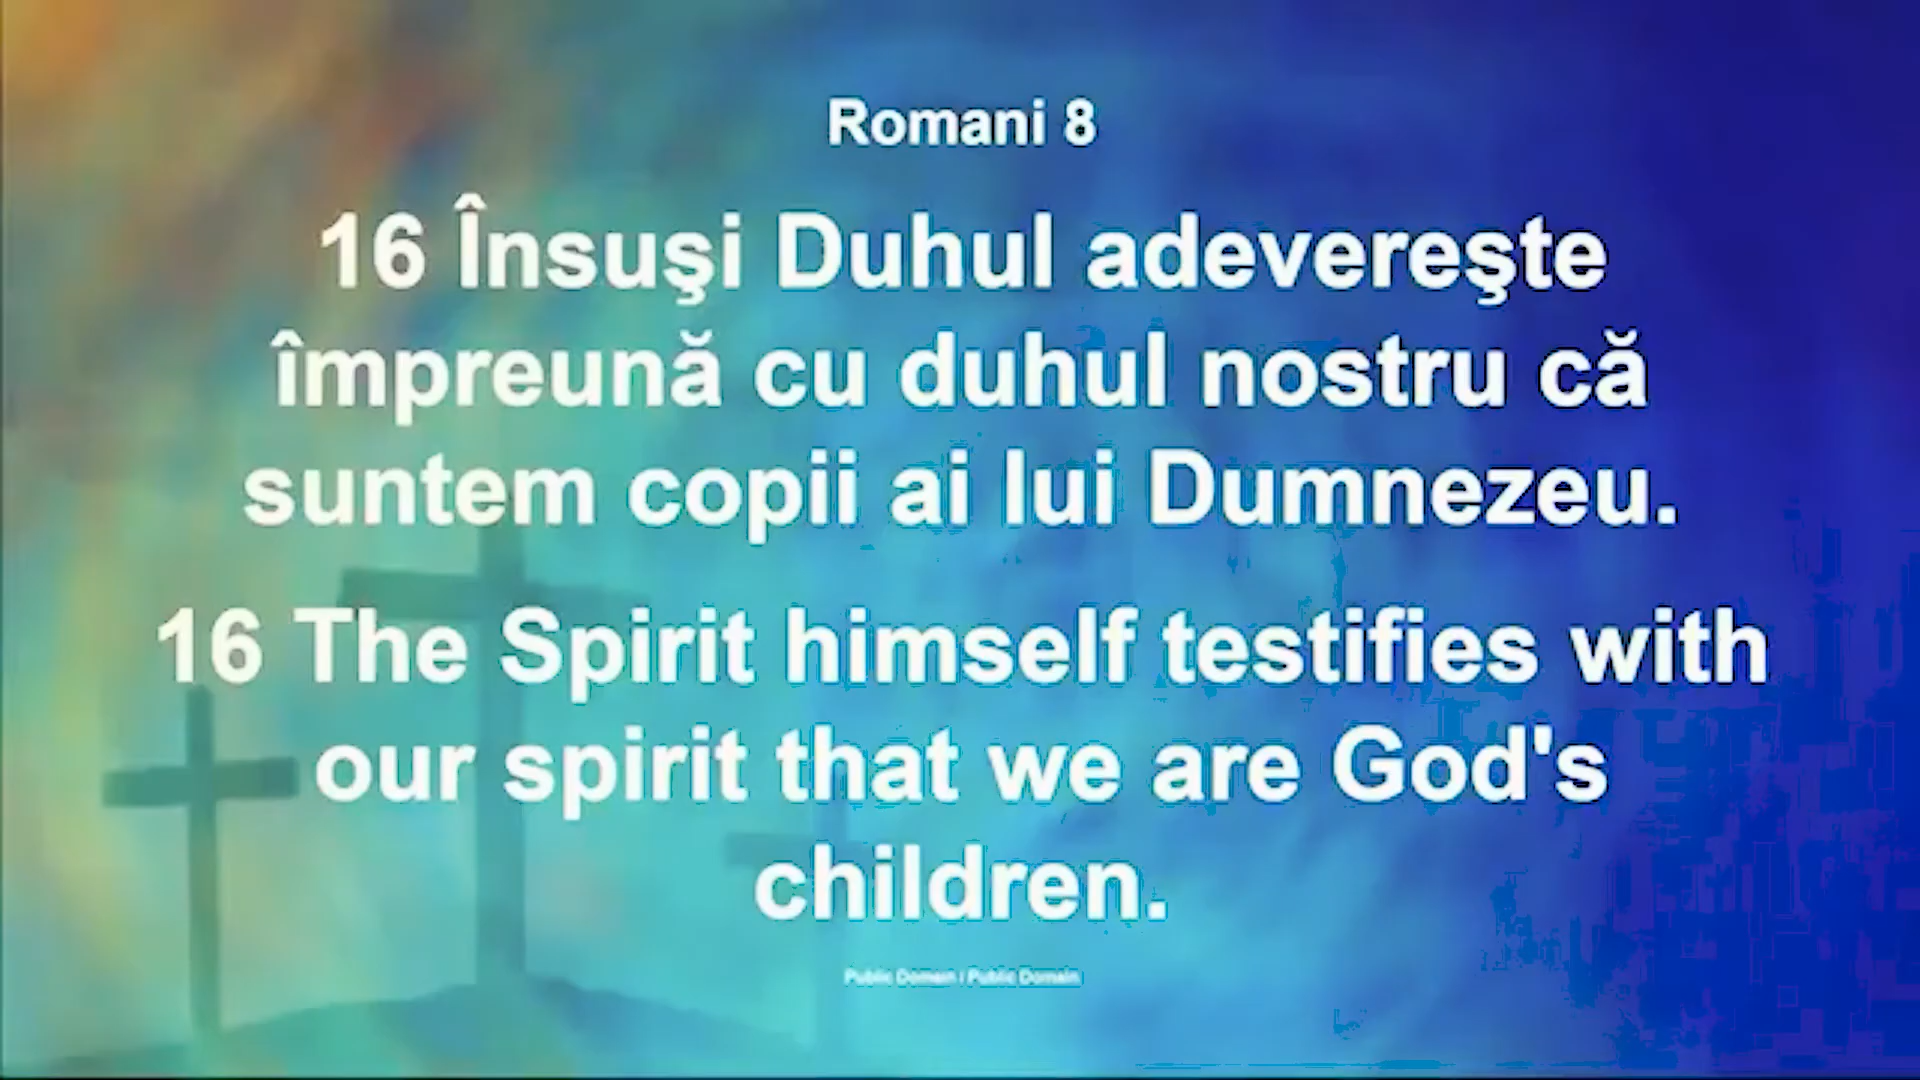 Romani 8
16 Însuşi Duhul adevereşte
împreună cu duhul nostru că
suntem copii ai lui Dumnezeu.
16 The Spirit himself testifies with
our spirit that we are God's
children.
Public Domain / Public Domain